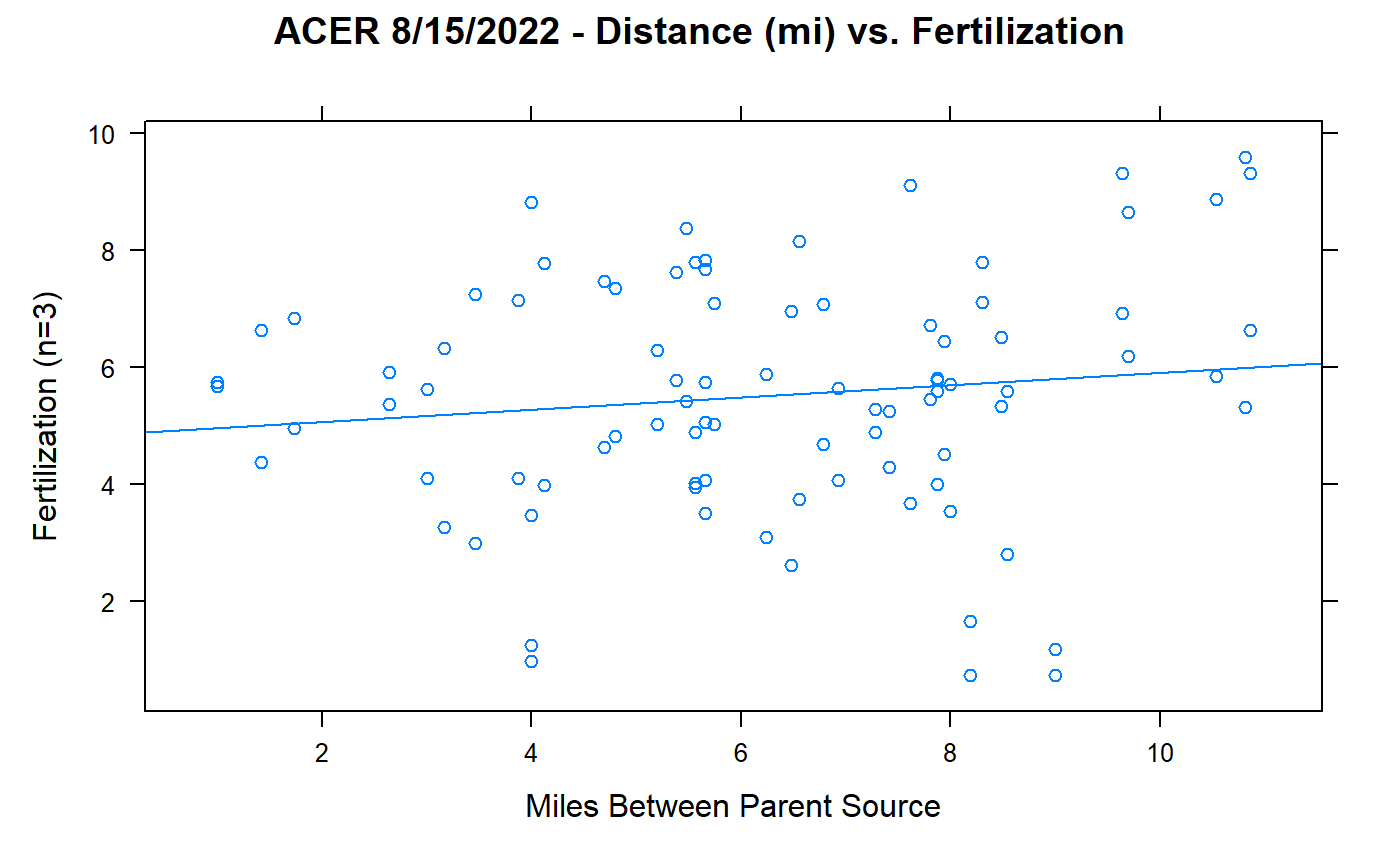 ACER 8/15/2022 - Distance (mi) vs. Fertilization
10
8
6
4
2
Fertilization (n=3)
2 4 6 8 10
Miles Between Parent Source